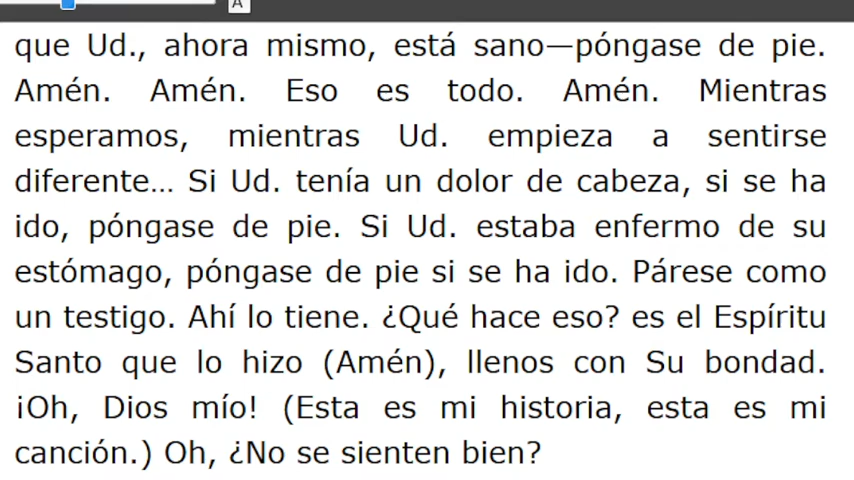 A
que Ud., ahora mismo, está sano—póngase de pie.
Amén. Amén. Eso es todo. Amén. Mientras
esperamos, mientras Ud. empieza a sentirse
diferente... Si Ud. tenía un dolor de cabeza, si se ha
ido, póngase de pie. Si Ud. estaba enfermo de su
estómago, póngase de pie si se ha ido. Párese como
un testigo. Ahí lo tiene. ¿Qué hace eso? es el Espíritu
Santo que lo hizo (Amén), llenos con Su bondad.
¡Oh, Dios mío! (Esta es mi historia, esta es mi
canción.) Oh, ¿No se sienten bien?